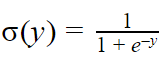 σ(y) = 1 / (1 + e^{-y})